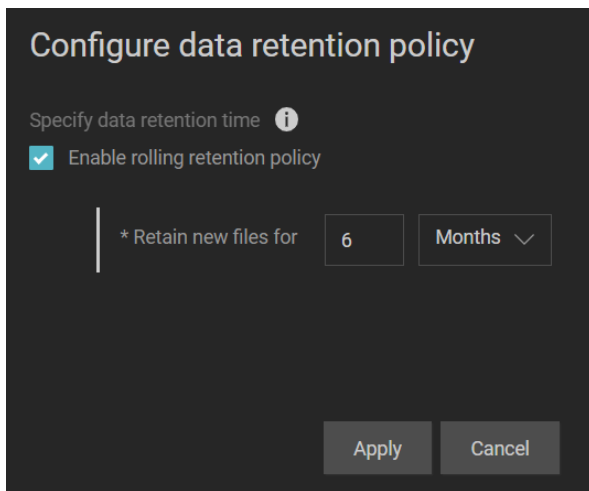 Configure data retention policy
Specify data retention time
Enable rolling retention policy
* Retain new files for 6 Months
Apply Cancel